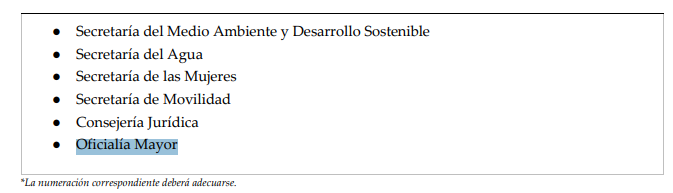 ● Secretaría del Medio Ambiente y Desarrollo Sostenible
● Secretaría del Agua
● Secretaría de las Mujeres
● Secretaría de Movilidad
● Consejería Jurídica
● Oficialía Mayor
*La numeración correspondiente deberá adecuarse.